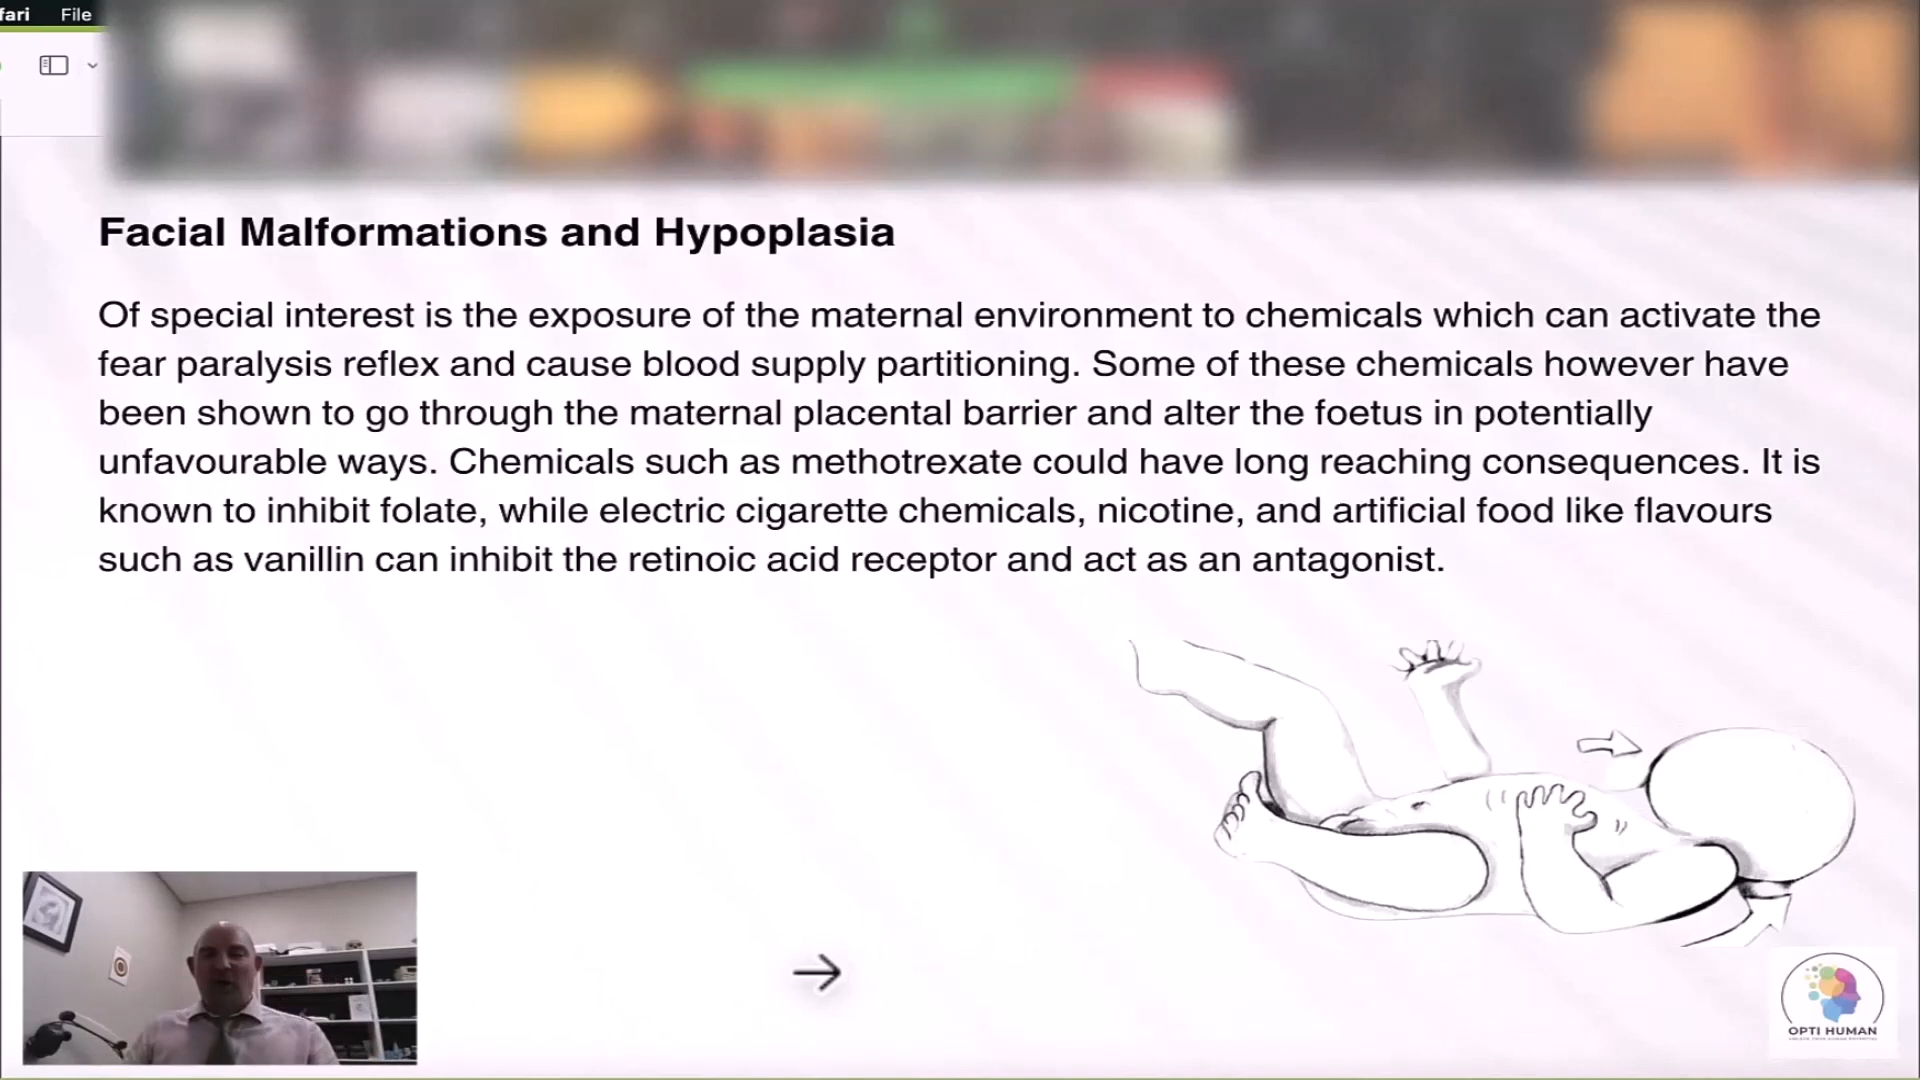 fari File
Facial Malformations and Hypoplasia
Of special interest is the exposure of the maternal environment to chemicals which can activate the
fear paralysis reflex and cause blood supply partitioning. Some of these chemicals however have
been shown to go through the maternal placental barrier and alter the foetus in potentially
unfavourable ways. Chemicals such as methotrexate could have long reaching consequences. It is
known to inhibit folate, while electric cigarette chemicals, nicotine, and artificial food like flavours
such as vanillin can inhibit the retinoic acid receptor and act as an antagonist.
OPTI HUMAN